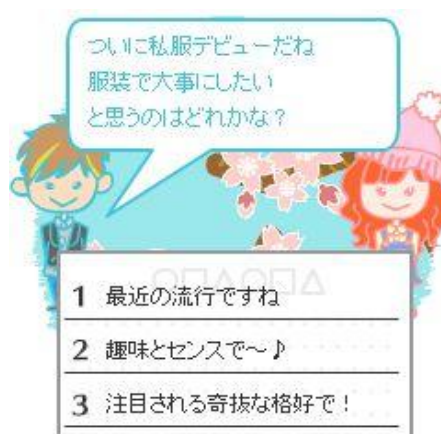 ついに私服デビューだね
服装で大事にしたい
と思うのはどれかな?
1 最近の流行ですね
2 趣味とセンスで〜♪
3 注目される奇抜な格好で!